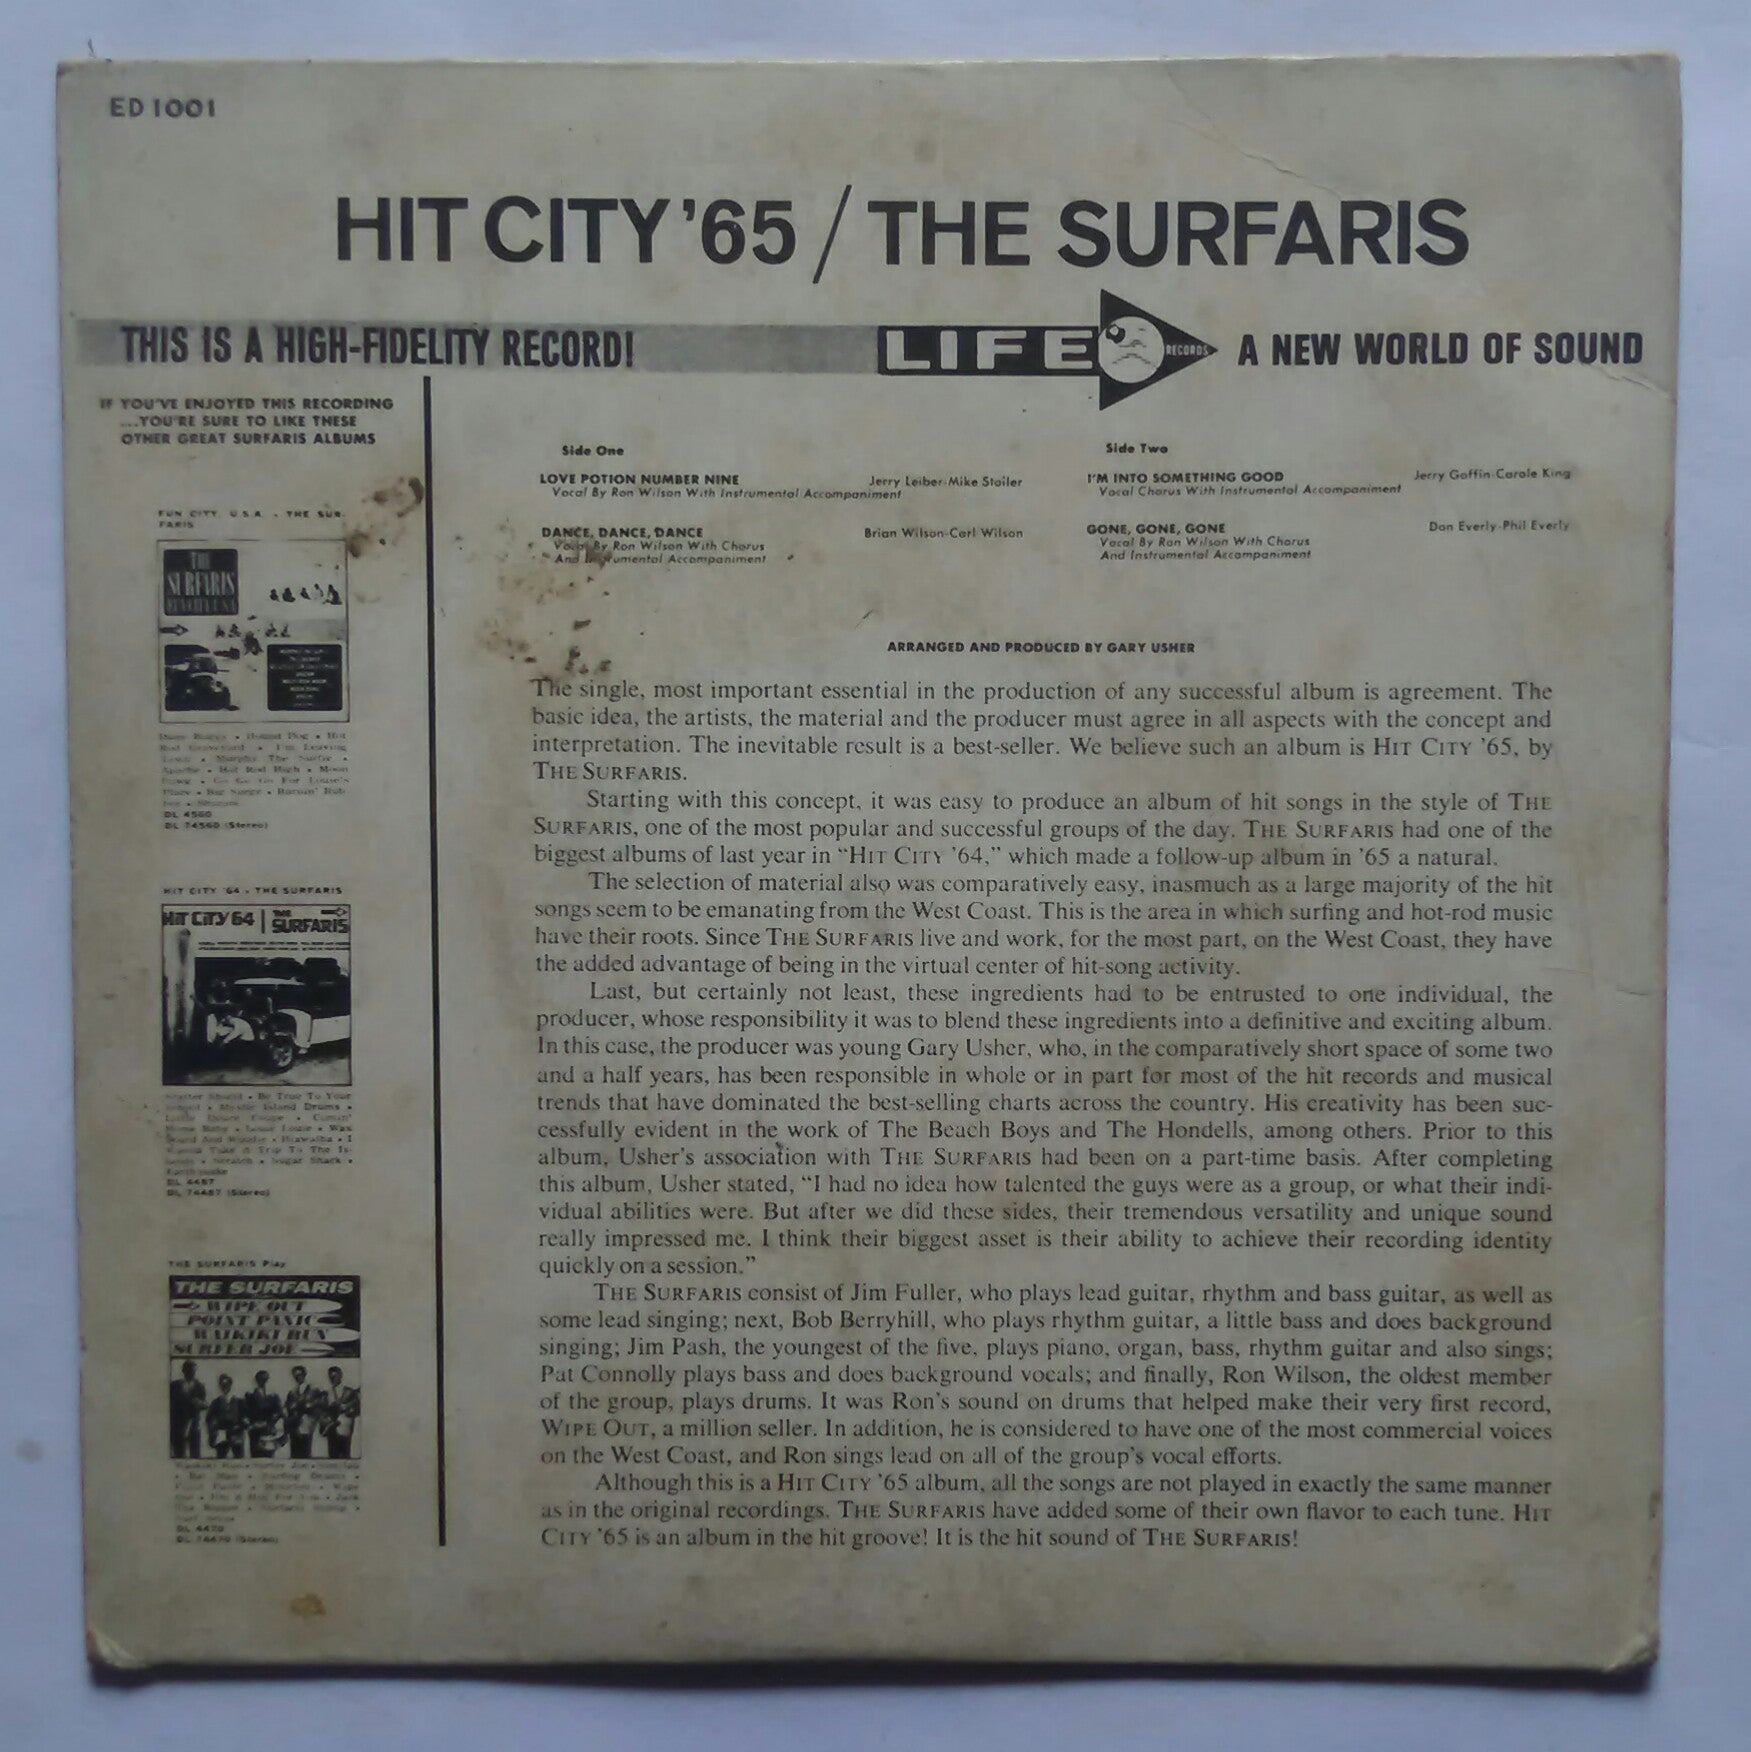 ED 1001
HIT CITY '65 / THE SURFARIS
THIS IS A HIGH-FIDELITY RECORD!
LIFE RECORDS
A NEW WORLD OF SOUND
IF YOU'VE ENJOYED THIS RECORDING
...YOU'RE SURE TO LIKE THESE
OTHER GREAT SURFARIS ALBUMS
FUN CITY, U.S.A. • THE SUR-
FARIS
THE
SURFARIS
DL 4560
DL 74560 (Stereo)
HIT CITY '64 • THE SURFARIS
HIT CITY 64 | THE SURFARIS
DL 4487
DL 74487 (Stereo)
THE SURFARIS Play
THE SURFARIS
WIPE OUT
POINT PANIC
WAIKIKI RUN
SURFER JOE
DL 4470
DL 74470 (Stereo)
Side One
LOVE POTION NUMBER NINE Jerry Leiber-Mike Stoller
Vocal By Ron Wilson With Instrumental Accompaniment
DANCE, DANCE, DANCE Brian Wilson-Carl Wilson
Vocal By Ron Wilson With Chorus
And Instrumental Accompaniment
Side Two
I'M INTO SOMETHING GOOD Jerry Goffin-Carole King
Vocal Chorus With Instrumental Accompaniment
GONE, GONE, GONE Don Everly-Phil Everly
Vocal By Ron Wilson With Chorus
And Instrumental Accompaniment
ARRANGED AND PRODUCED BY GARY USHER
The single, most important essential in the production of any successful album is agreement. The
basic idea, the artists, the material and the producer must agree in all aspects with the concept and
interpretation. The inevitable result is a best-seller. We believe such an album is HIT CITY '65, by
THE SURFARIS.
Starting with this concept, it was easy to produce an album of hit songs in the style of THE
SURFARIS, one of the most popular and successful groups of the day. THE SURFARIS had one of the
biggest albums of last year in “HIT CITY '64,” which made a follow-up album in '65 a natural.
The selection of material also was comparatively easy, inasmuch as a large majority of the hit
songs seem to be emanating from the West Coast. This is the area in which surfing and hot-rod music
have their roots. Since THE SURFARIS live and work, for the most part, on the West Coast, they have
the added advantage of being in the virtual center of hit-song activity.
Last, but certainly not least, these ingredients had to be entrusted to one individual, the
producer, whose responsibility it was to blend these ingredients into a definitive and exciting album.
In this case, the producer was young Gary Usher, who, in the comparatively short space of some two
and a half years, has been responsible in whole or in part for most of the hit records and musical
trends that have dominated the best-selling charts across the country. His creativity has been suc-
cessfully evident in the work of The Beach Boys and The Hondells, among others. Prior to this
album, Usher's association with THE SURFARIS had been on a part-time basis. After completing
this album, Usher stated, “I had no idea how talented the guys were as a group, or what their indi-
vidual abilities were. But after we did these sides, their tremendous versatility and unique sound
really impressed me. I think their biggest asset is their ability to achieve their recording identity
quickly on a session.”
THE SURFARIS consist of Jim Fuller, who plays lead guitar, rhythm and bass guitar, as well as
some lead singing; next, Bob Berryhill, who plays rhythm guitar, a little bass and does background
singing; Jim Pash, the youngest of the five, plays piano, organ, bass, rhythm guitar and also sings;
Pat Connolly plays bass and does background vocals; and finally, Ron Wilson, the oldest member
of the group, plays drums. It was Ron's sound on drums that helped make their very first record,
WIPE OUT, a million seller. In addition, he is considered to have one of the most commercial voices
on the West Coast, and Ron sings lead on all of the group's vocal efforts.
Although this is a HIT CITY '65 album, all the songs are not played in exactly the same manner
as in the original recordings. THE SURFARIS have added some of their own flavor to each tune. HIT
CITY '65 is an album in the hit groove! It is the hit sound of THE SURFARIS!